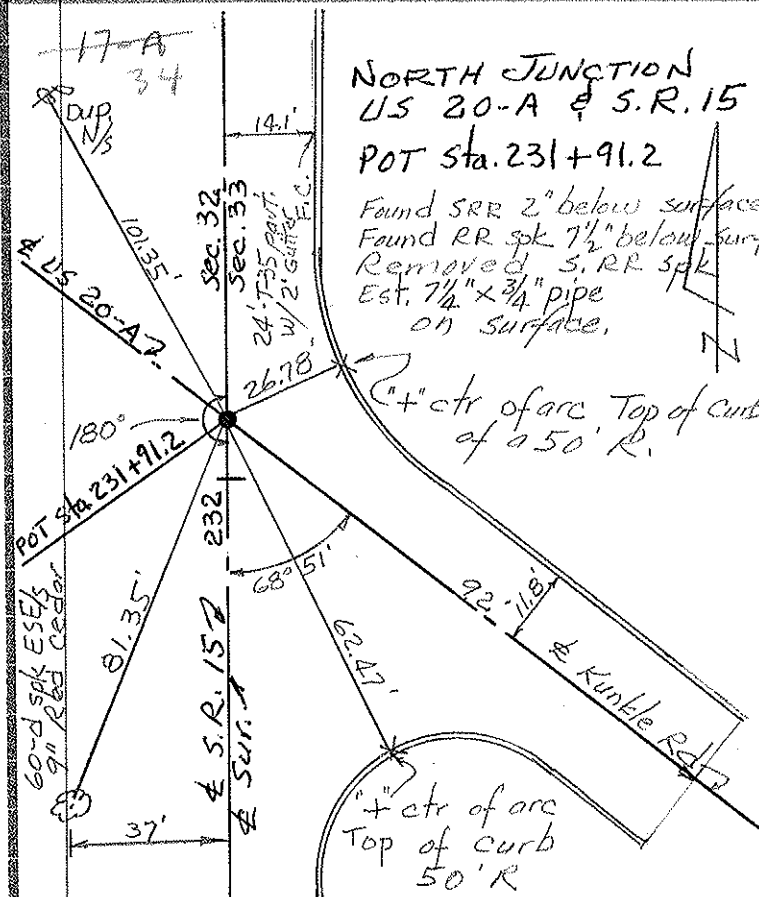 17-A
34
Dup.
N/S
NORTH JUNCTION
US 20-A & S.R. 15
POT Sta. 231+91.2
Found SRR 2" below surface
Found RR spk 7½" below surf
Removed S. RR spk
Est. 7¼" x ¾" pipe
on surface.
14.1'
F.C.
24' T-35 pav't.
w/ 2' Gutter
Sec. 32
Sec. 33
101.35'
℄ US 20-A
26.78'
"+" ctr of arc Top of Curb
of a 50' R.
N
180°
POT Sta 231+91.2
232
68° 51'
92'
11.8'
60-d spk ESE/s
9" Red Cedar
81.35'
62.47'
℄ S.R. 15
℄ Sur.
℄ Kunkle Rd
37'
"+" ctr of arc
Top of curb
50' R